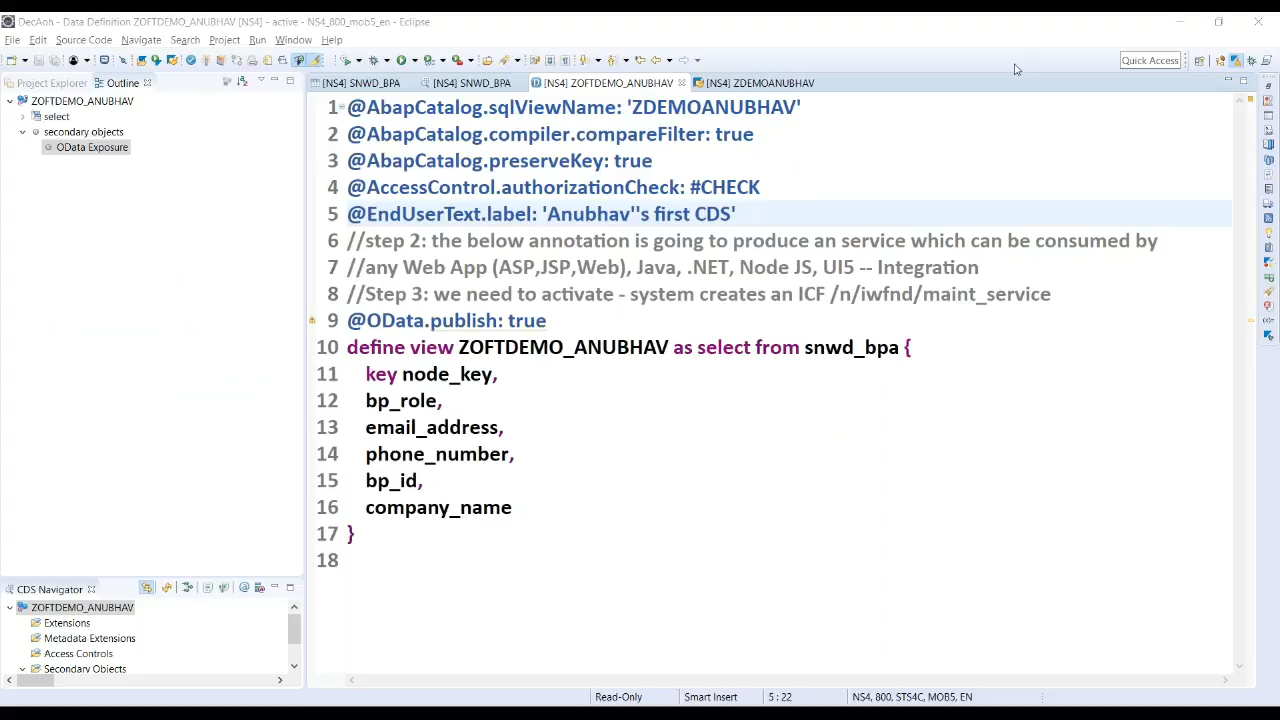 DecAoh - Data Definition ZOFTDEMO_ANUBHAV [NS4] - active - NS4_800_mob5_en - Eclipse
File Edit Source Code Navigate Search Project Run Window Help
Quick Access
Project Explorer Outline
[NS4] SNWD_BPA [NS4] SNWD_BPA [NS4] ZOFTDEMO_ANUBHAV [NS4] ZDEMOANUBHAV
ZOFTDEMO_ANUBHAV
select
secondary objects
OData Exposure
1 @AbapCatalog.sqlViewName: 'ZDEMOANUBHAV'
2 @AbapCatalog.compiler.compareFilter: true
3 @AbapCatalog.preserveKey: true
4 @AccessControl.authorizationCheck: #CHECK
5 @EndUserText.label: 'Anubhav''s first CDS'
6 //step 2: the below annotation is going to produce an service which can be consumed by
7 //any Web App (ASP,JSP,Web), Java, .NET, Node JS, UI5 -- Integration
8 //Step 3: we need to activate - system creates an ICF /n/iwfnd/maint_service
9 @OData.publish: true
10 define view ZOFTDEMO_ANUBHAV as select from snwd_bpa {
11 key node_key,
12 bp_role,
13 email_address,
14 phone_number,
15 bp_id,
16 company_name
17 }
18
CDS Navigator
ZOFTDEMO_ANUBHAV
Extensions
Metadata Extensions
Access Controls
Secondary Objects
Read-Only Smart Insert 5 : 22 NS4, 800, STS4C, MOB5, EN